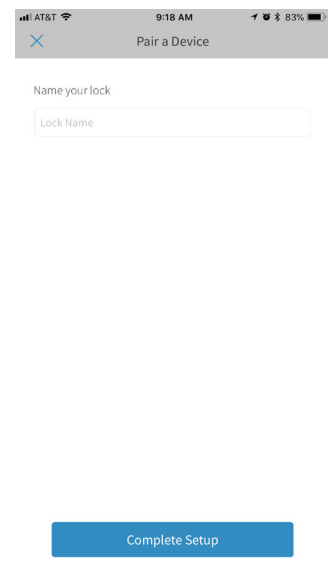 AT&T 9:18 AM 83%
Pair a Device
Name your lock
Lock Name
Complete Setup